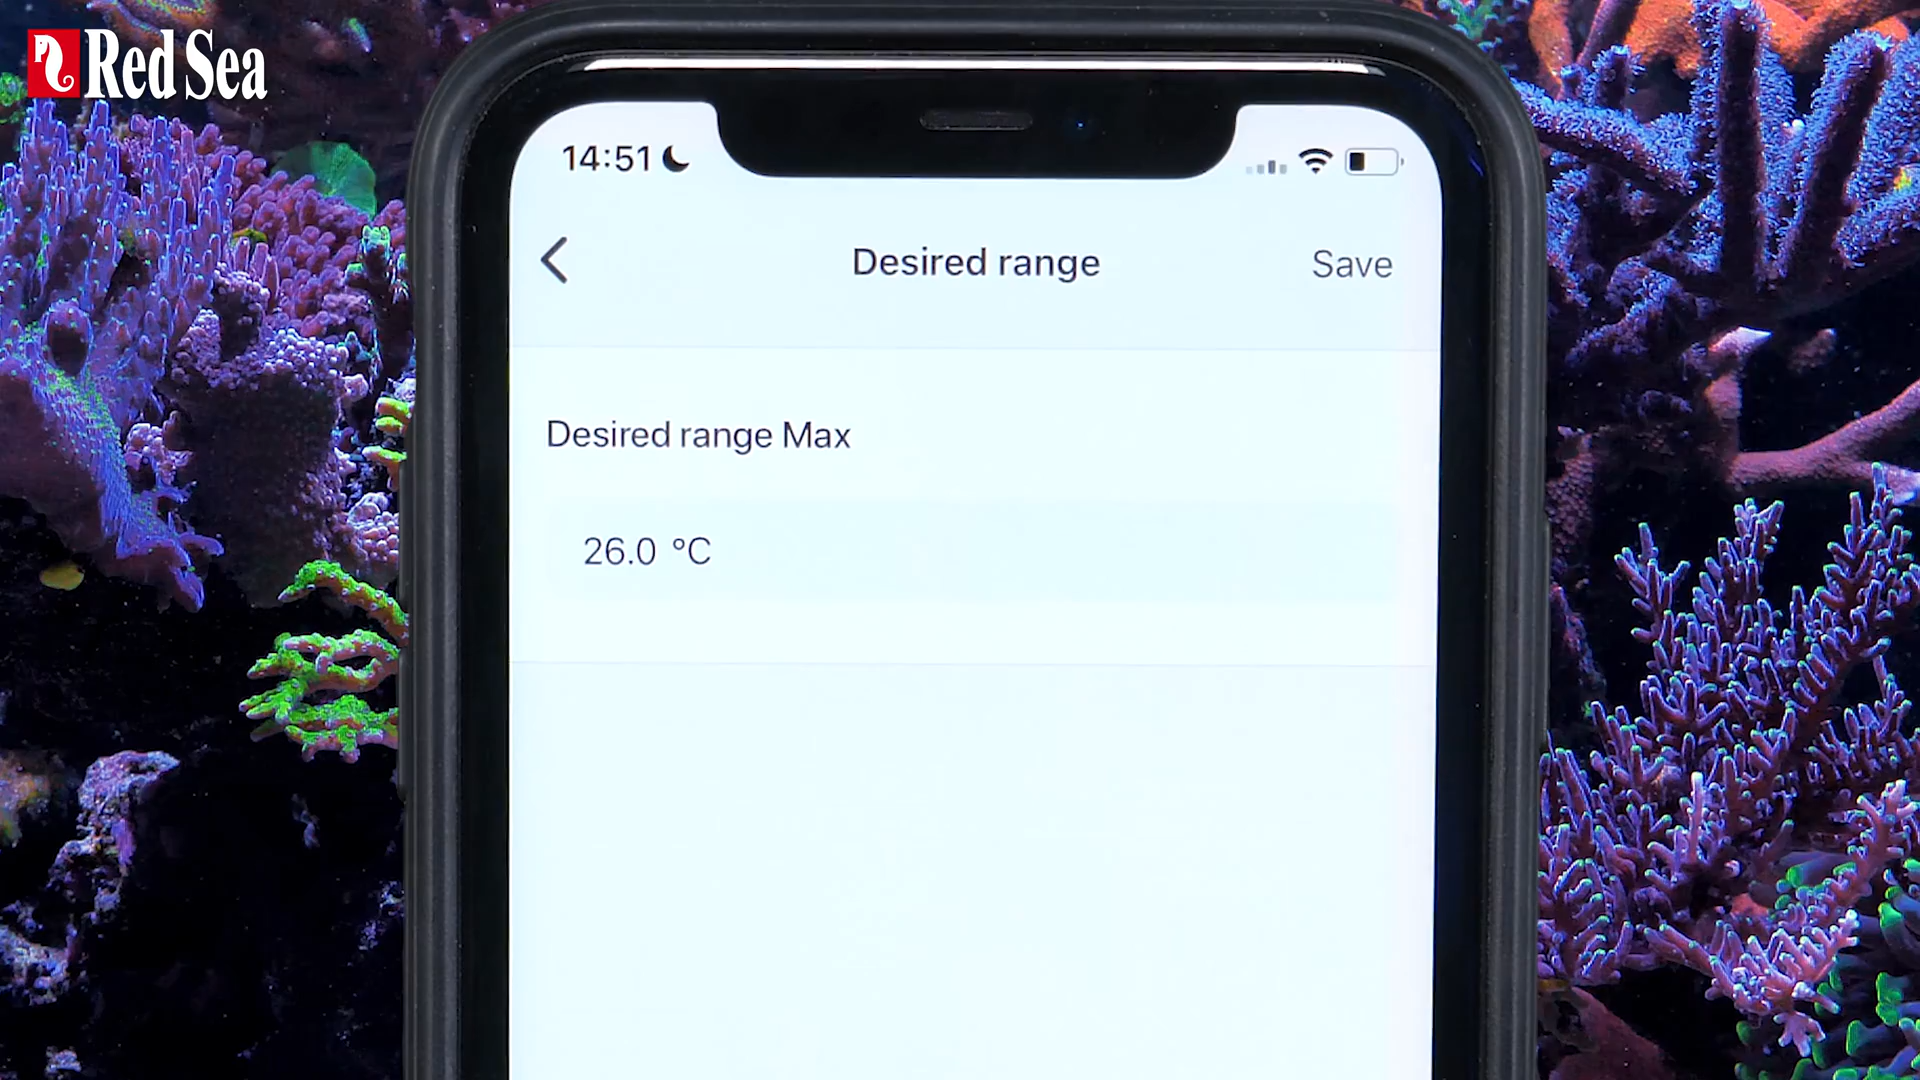 Red Sea
14:51
Desired range
Save
Desired range Max
26.0 °C